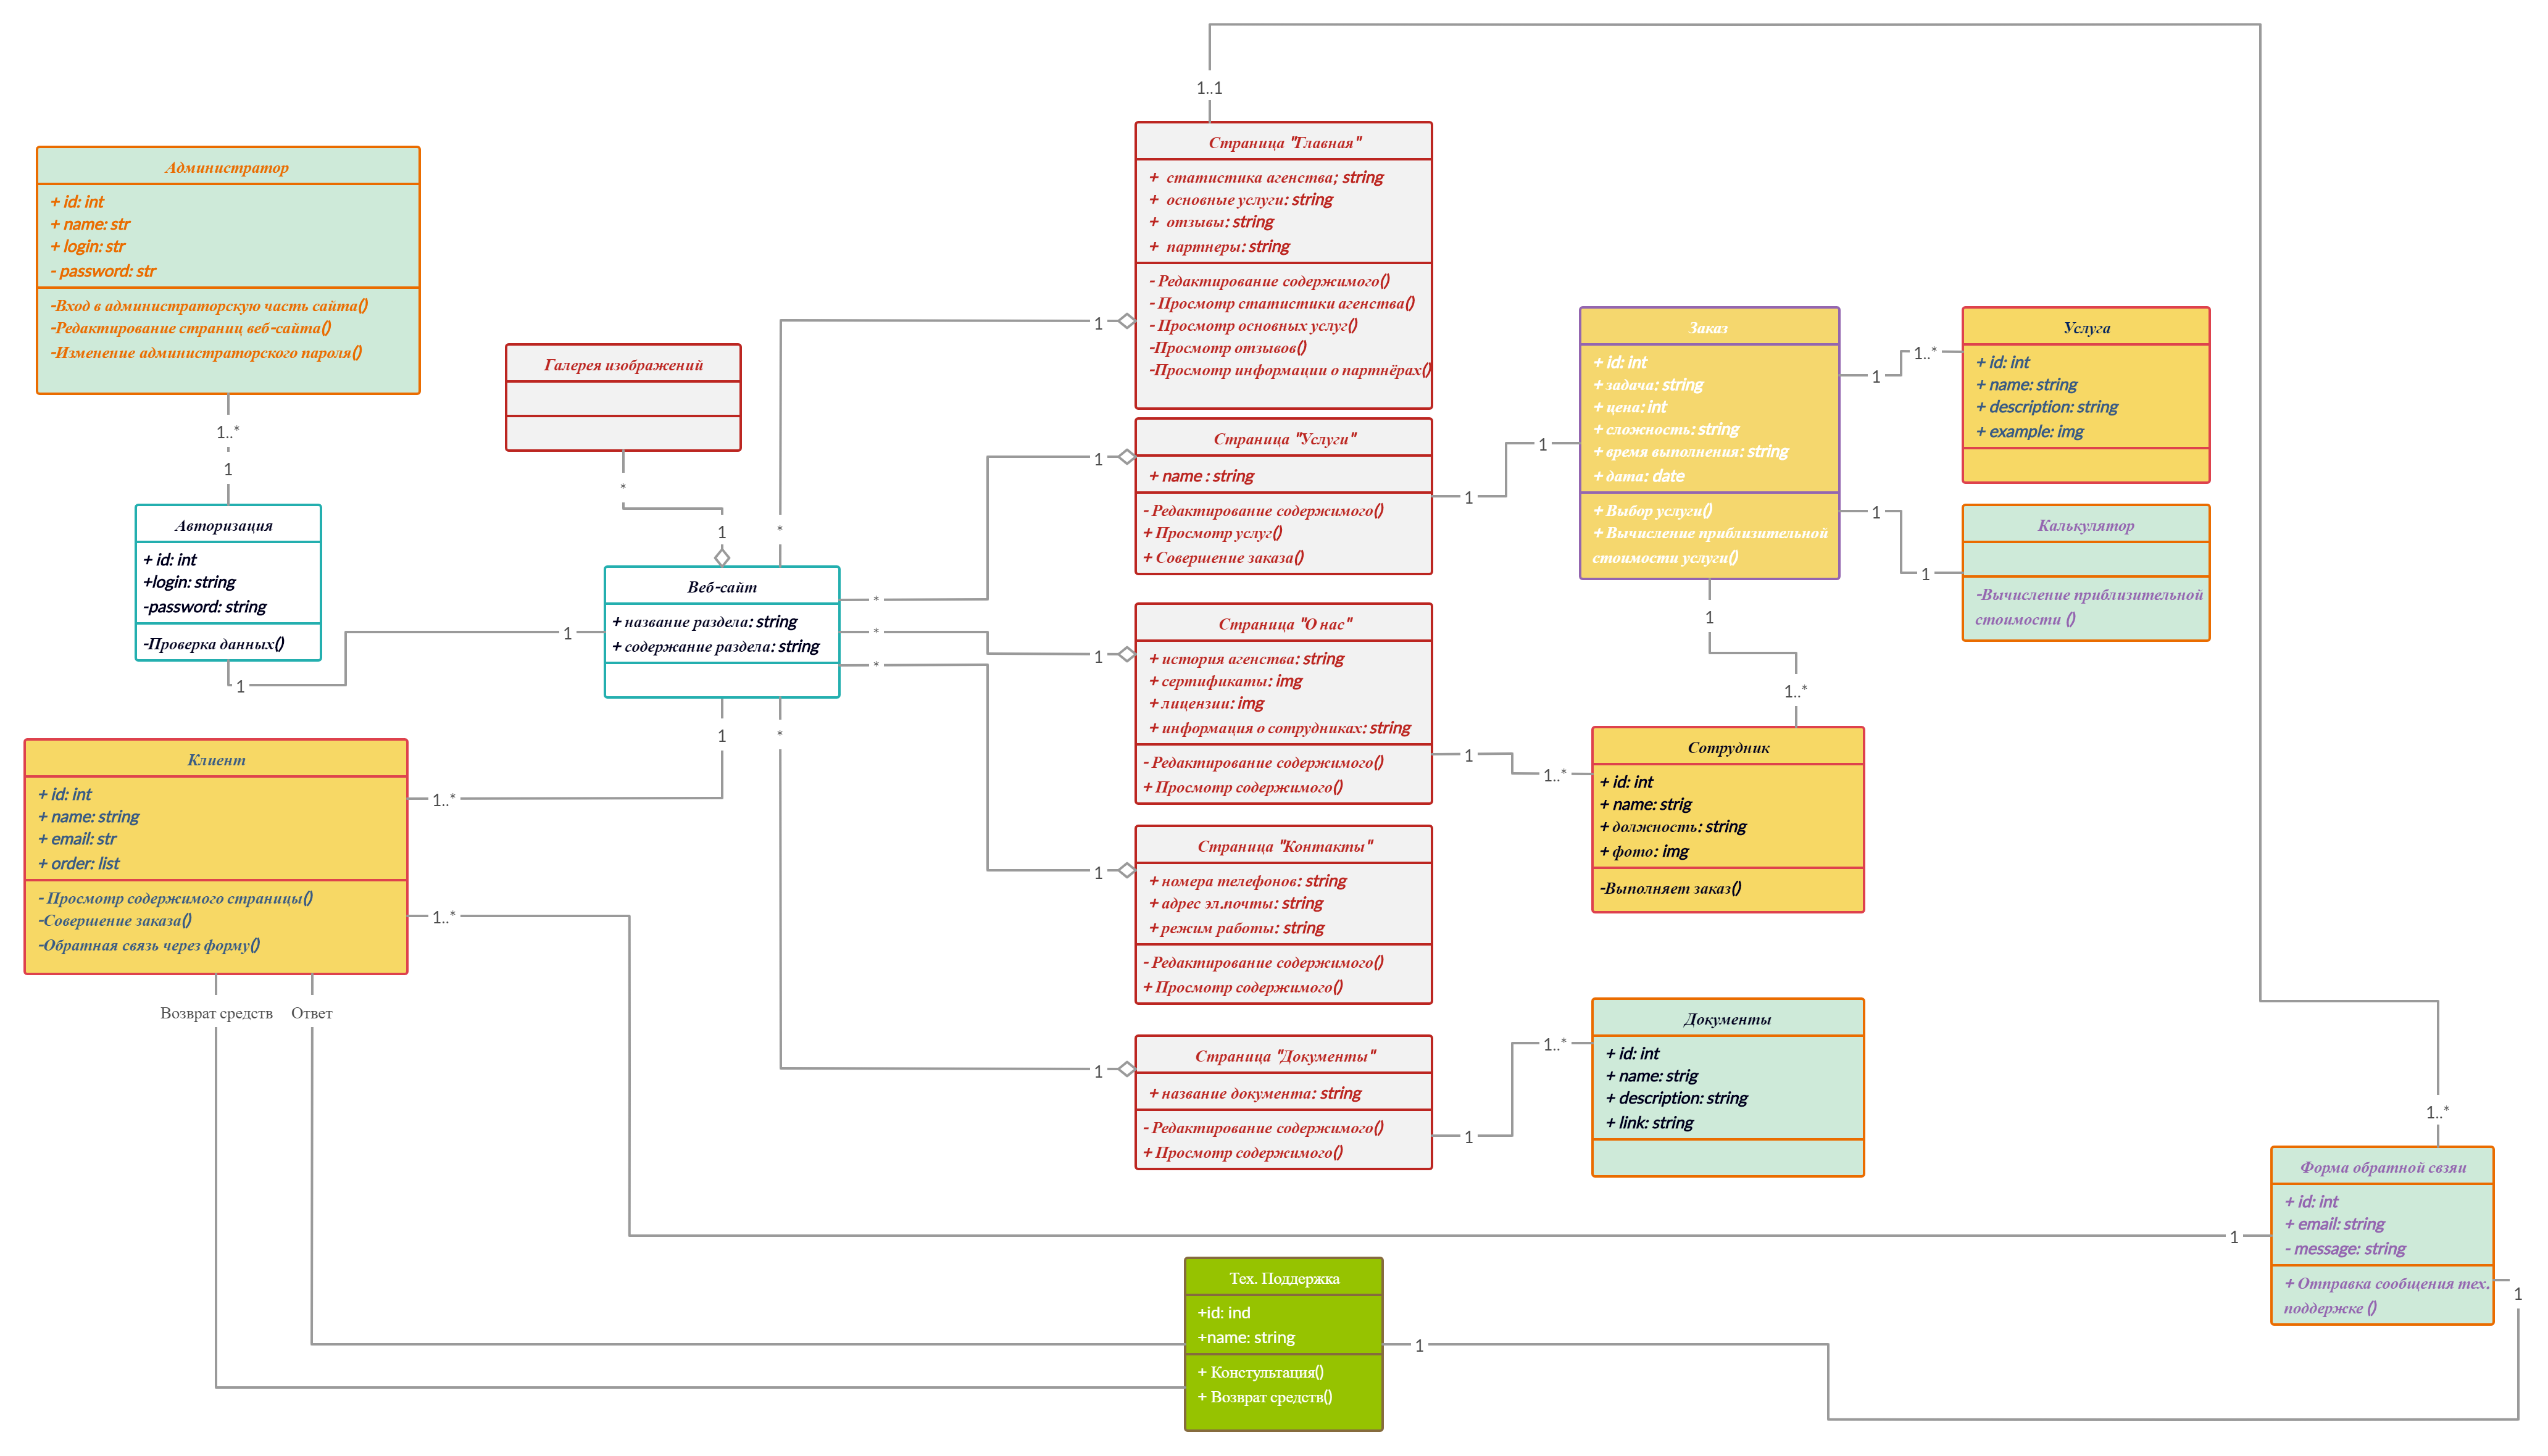 1..1
Страница "Главная"
+ статистика агенства; string
+ основные услуги: string
+ отзывы: string
+ партнеры: string
- Редактирование содержимого()
- Просмотр статистики агенства()
- Просмотр основных услуг()
-Просмотр отзывов()
-Просмотр информации о партнёрах()
Администратор
+ id: int
+ name: str
+ login: str
- password: str
-Вход в администраторскую часть сайта()
-Редактирование страниц веб-сайта()
-Изменение администраторского пароля()
1..*
1
Авторизация
+ id: int
+login: string
-password: string
-Проверка данных()
1
1
Галерея изображений
*
1
*
1
Веб-сайт
+ название раздела: string
+ содержание раздела: string
*
1
*
1
*
1
1
*
1
Страница "Услуги"
+ name : string
- Редактирование содержимого()
+ Просмотр услуг()
+ Совершение заказа()
1
1
Заказ
+ id: int
+ задача: string
+ цена: int
+ сложность: string
+ время выполнения: string
+ дата: date
+ Выбор услуги()
+ Вычисление приблизительной
стоимости услуги()
1
1..*
Услуга
+ id: int
+ name: string
+ description: string
+ example: img
1
1
Калькулятор
-Вычисление приблизительной
стоимости ()
1
1..*
Страница "О нас"
+ история агенства: string
+ сертификаты: img
+ лицензии: img
+ информация о сотрудниках: string
- Редактирование содержимого()
+ Просмотр содержимого()
1
1..*
Сотрудник
+ id: int
+ name: strig
+ должность: string
+ фото: img
-Выполняет заказ()
Клиент
+ id: int
+ name: string
+ email: str
+ order: list
- Просмотр содержимого страницы()
-Совершение заказа()
-Обратная связь через форму()
1..*
1..*
Возврат средств
Ответ
Страница "Контакты"
+ номера телефонов: string
+ адрес эл.почты: string
+ режим работы: string
- Редактирование содержимого()
+ Просмотр содержимого()
Страница "Документы"
+ название документа: string
- Редактирование содержимого()
+ Просмотр содержимого()
1
1..*
Документы
+ id: int
+ name: strig
+ description: string
+ link: string
1..*
Форма обратной свзяи
+ id: int
+ email: string
- message: string
+ Отправка сообщения тех.
поддержке ()
1
1
Тех. Поддержка
+id: ind
+name: string
+ Констультация()
+ Возврат средств()
1